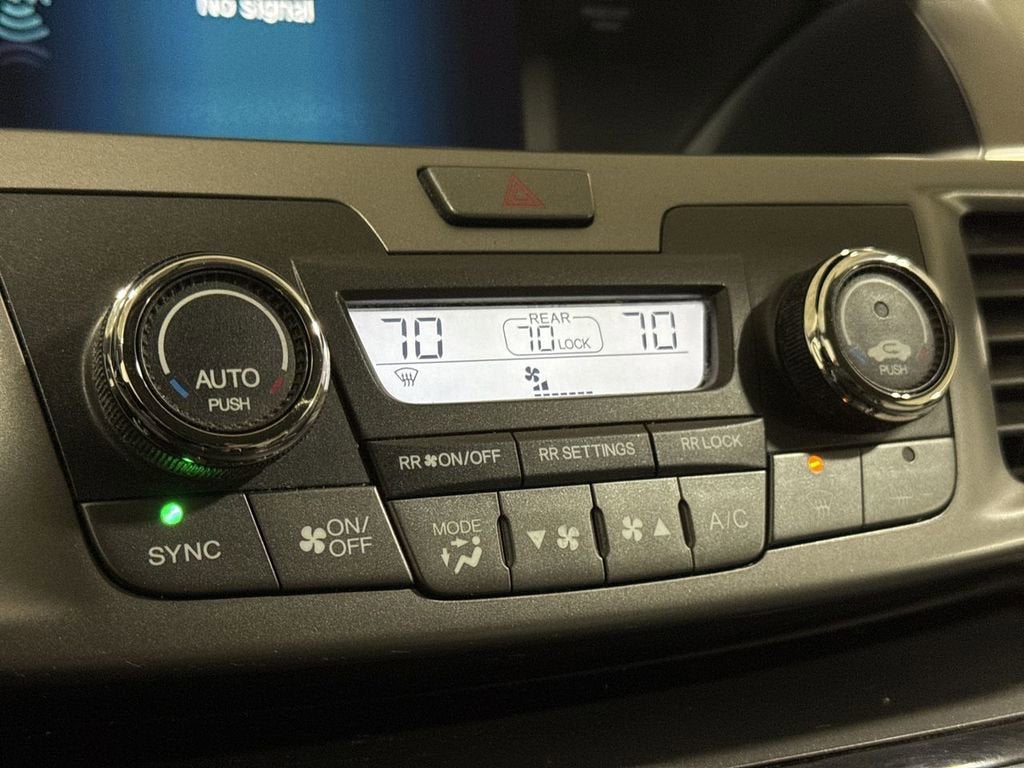 No signal
70
REAR
70 LOCK
70
AUTO
PUSH
PUSH
RR ON/OFF
RR SETTINGS
RR LOCK
SYNC
ON/
OFF
MODE
A/C